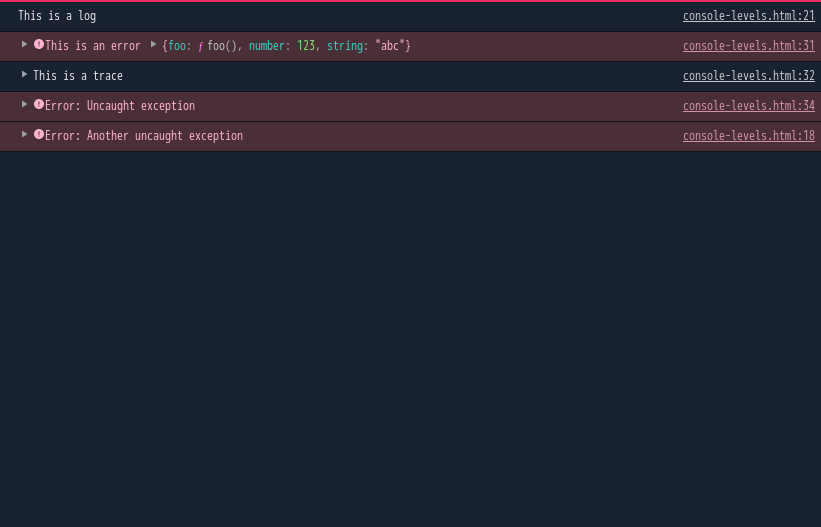 This is a log console-levels.html:21
This is an error {foo: ƒ foo(), number: 123, string: "abc"} console-levels.html:31
This is a trace console-levels.html:32
Error: Uncaught exception console-levels.html:34
Error: Another uncaught exception console-levels.html:18